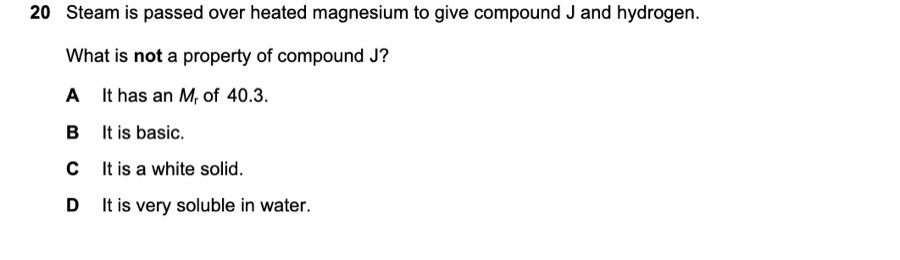 20 Steam is passed over heated magnesium to give compound J and hydrogen.
What is not a property of compound J?
A It has an Mr of 40.3.
B It is basic.
C It is a white solid.
D It is very soluble in water.